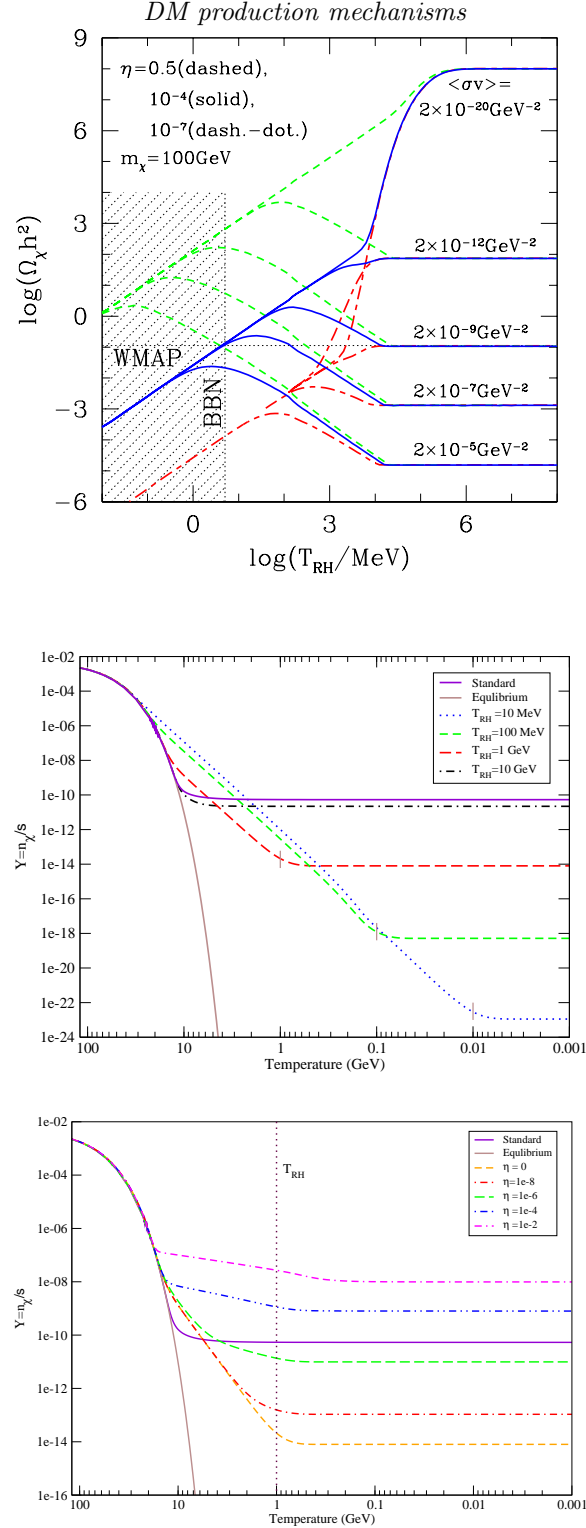 DM production mechanisms
η=0.5(dashed),
10⁻⁴(solid),
10⁻⁷(dash.−dot.)
m_χ=100GeV
<σv>=
2×10⁻²⁰GeV⁻²
2×10⁻¹²GeV⁻²
2×10⁻⁹GeV⁻²
2×10⁻⁷GeV⁻²
2×10⁻⁵GeV⁻²
WMAP
BBN
log(Ω_χh²)
9
6
3
0
−3
−6
0
3
6
log(T_RH/MeV)
1e-02
1e-04
1e-06
1e-08
1e-10
1e-12
1e-14
1e-16
1e-18
1e-20
1e-22
1e-24
Y=n_χ/s
Standard
Equlibrium
T_RH =10 MeV
T_RH=100 MeV
T_RH=1 GeV
T_RH=10 GeV
100
10
1
0.1
0.01
0.001
Temperature (GeV)
1e-02
1e-04
1e-06
1e-08
1e-10
1e-12
1e-14
1e-16
Y=n_χ/s
T_RH
Standard
Equlibrium
η = 0
η=1e-8
η=1e-6
η=1e-4
η=1e-2
100
10
1
0.1
0.01
0.001
Temperature (GeV)